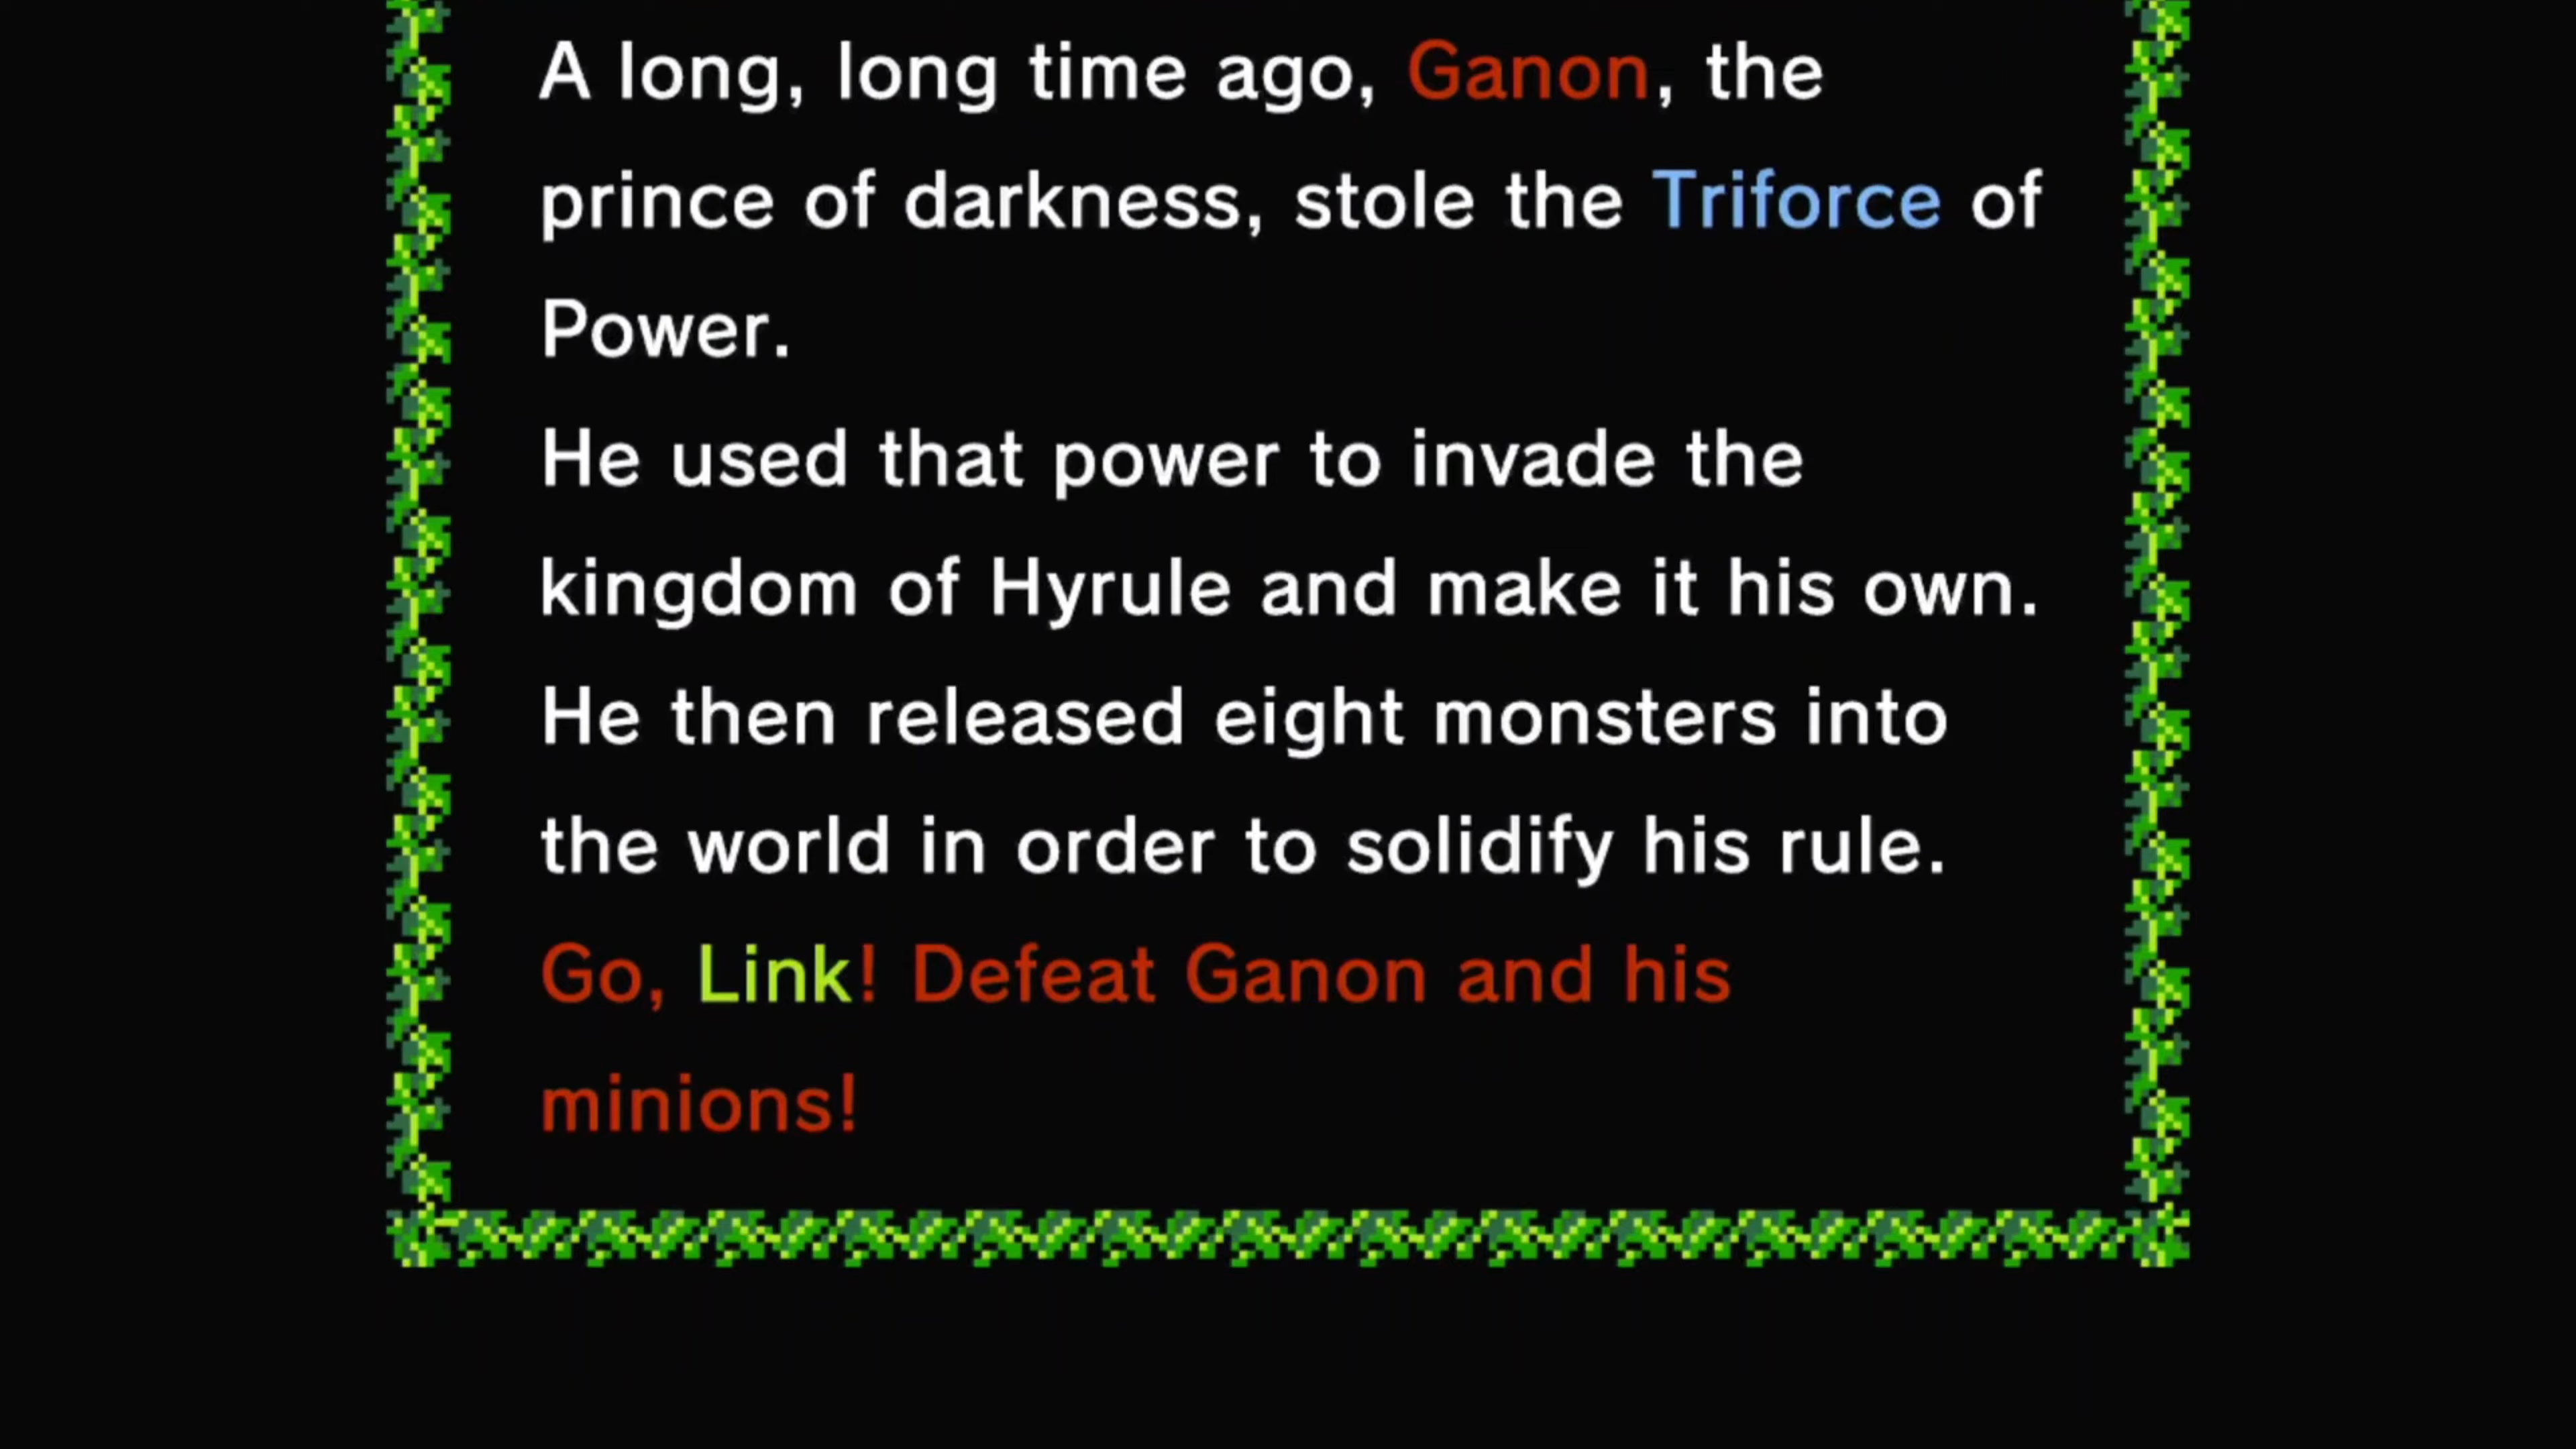 A long, long time ago, Ganon, the
prince of darkness, stole the Triforce of
Power.
He used that power to invade the
kingdom of Hyrule and make it his own.
He then released eight monsters into
the world in order to solidify his rule.
Go, Link! Defeat Ganon and his
minions!